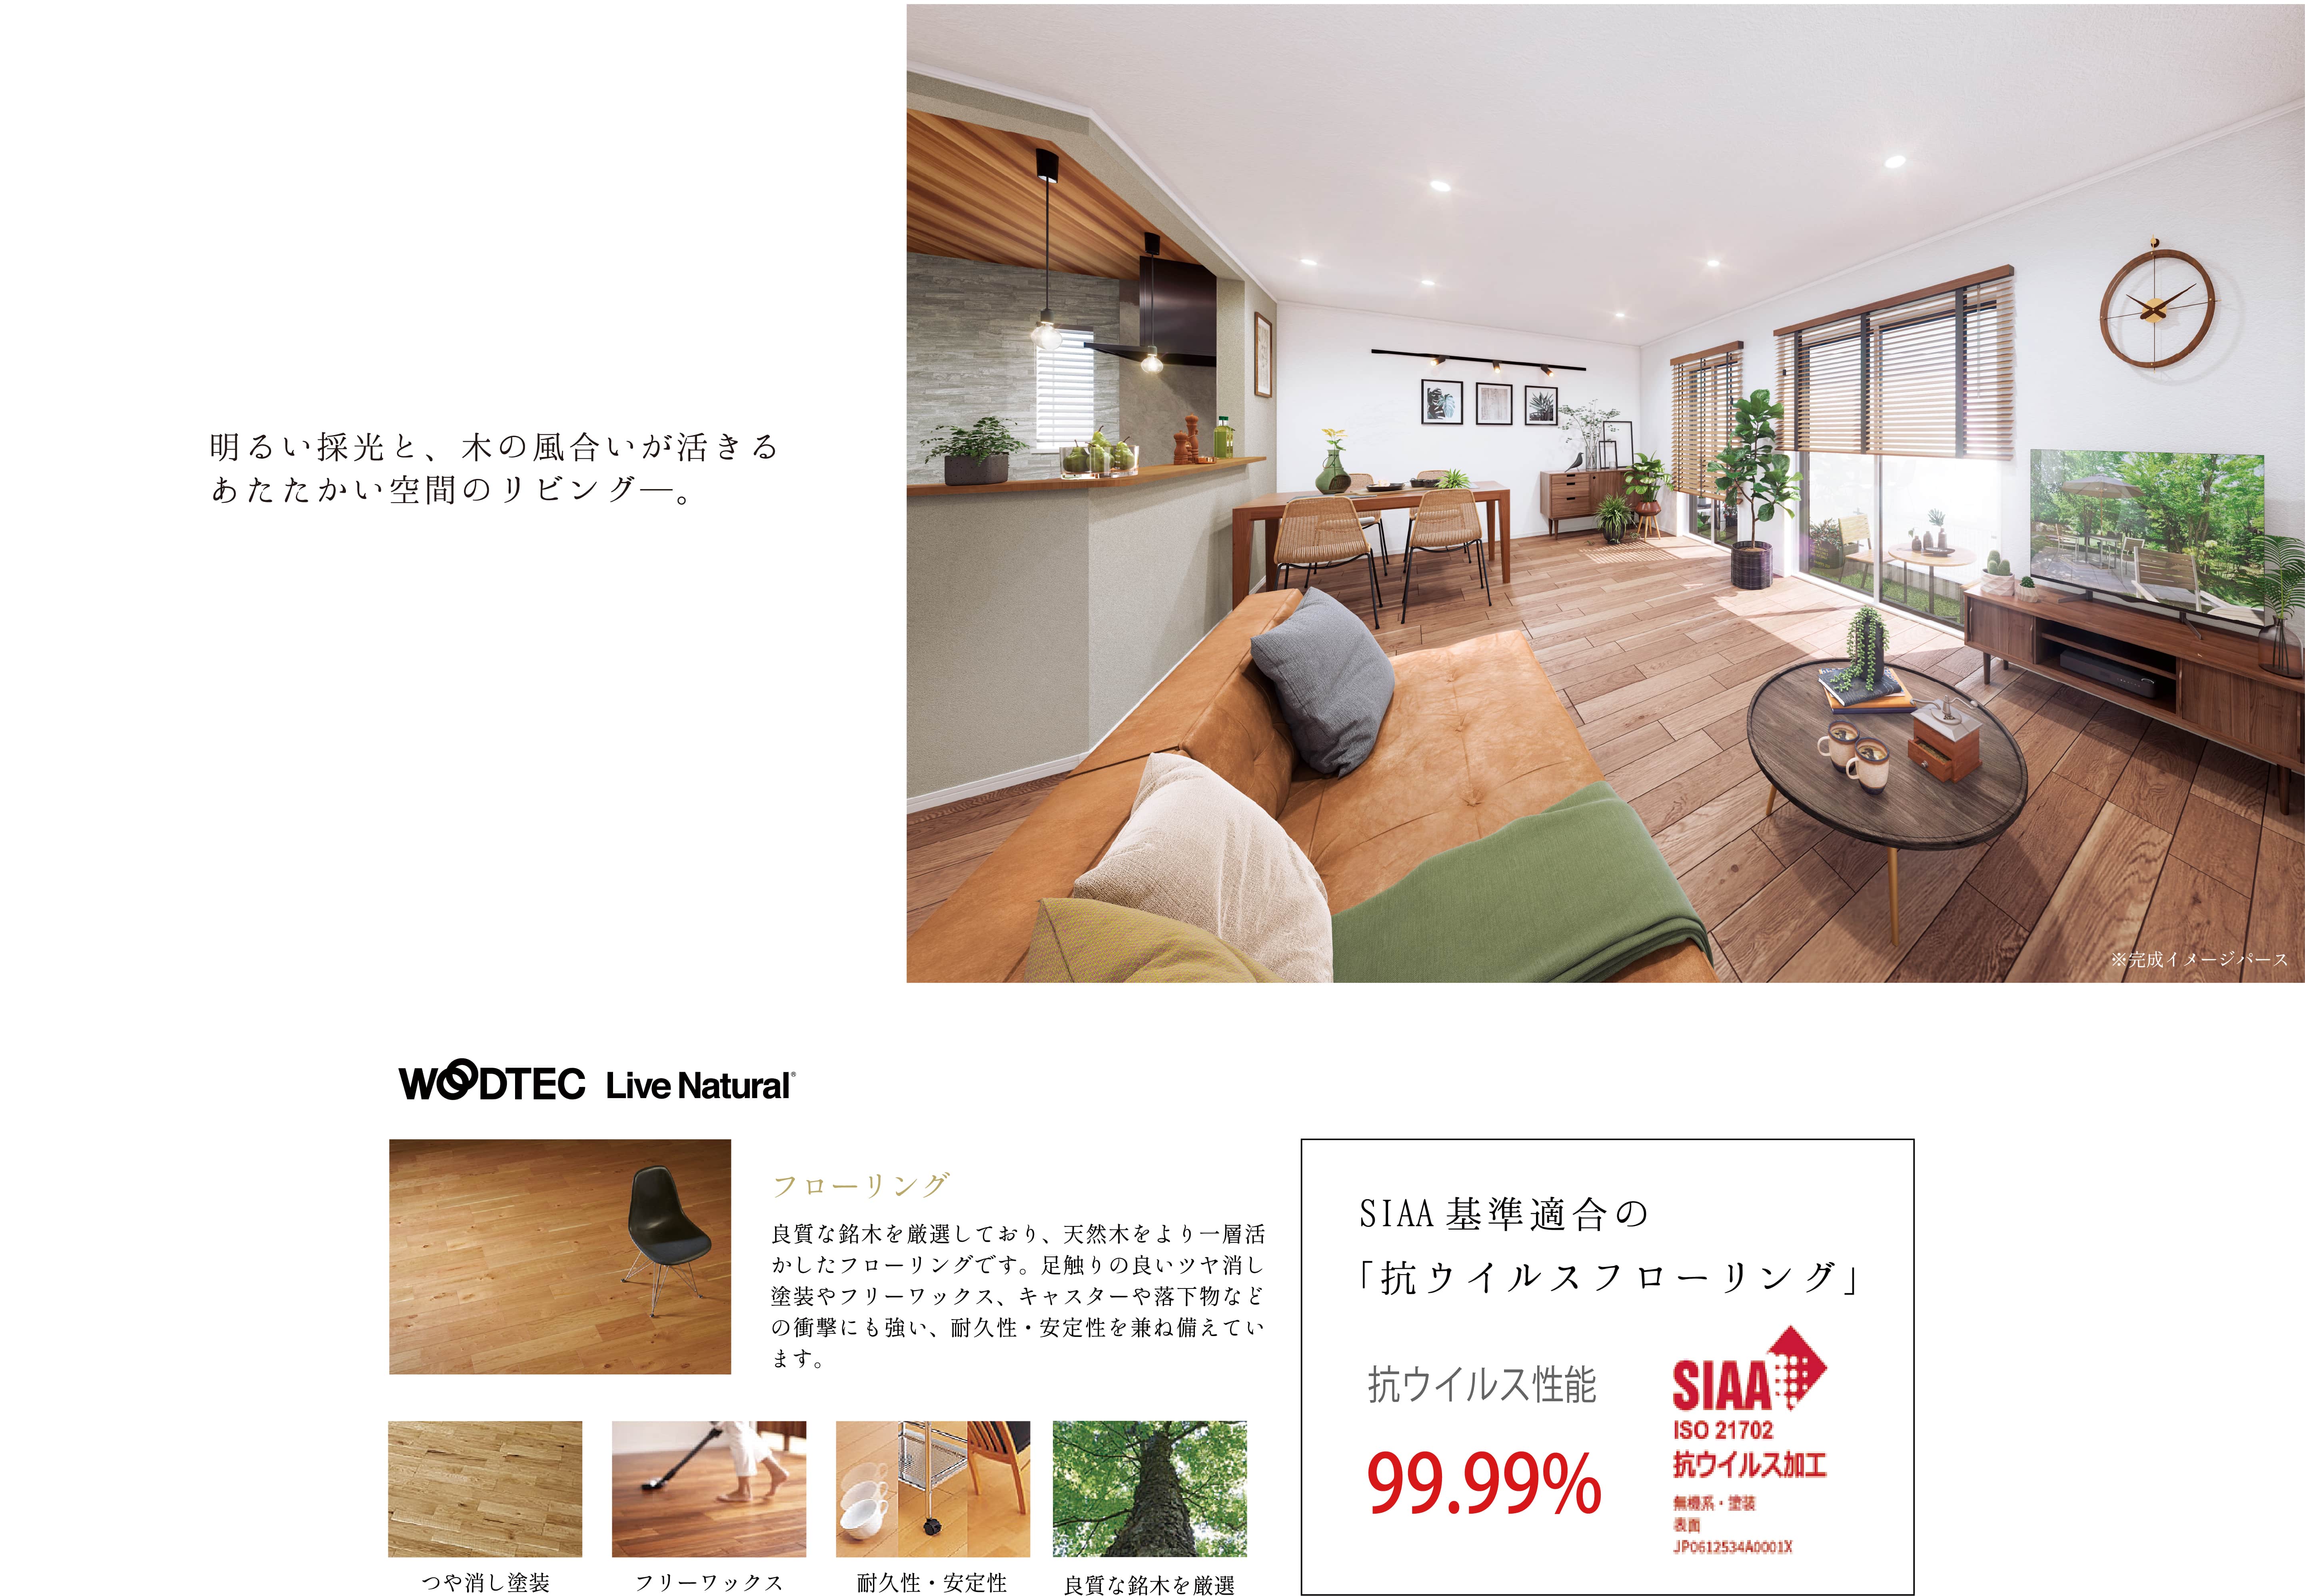 明るい採光と、木の風合いが活きる
あたたかい空間のリビング―。
※完成イメージパース
WOODTEC Live Natural®
フローリング
良質な銘木を厳選しており、天然木をより一層活
かしたフローリングです。足触りの良いツヤ消し
塗装やフリーワックス、キャスターや落下物など
の衝撃にも強い、耐久性・安定性を兼ね備えてい
ます。
つや消し塗装
フリーワックス
耐久性・安定性
良質な銘木を厳選
SIAA 基準適合の
「抗ウイルスフローリング」
抗ウイルス性能
99.99%
SIAA
ISO 21702
抗ウイルス加工
無機系・塗装
表面
JP0612534A0001X